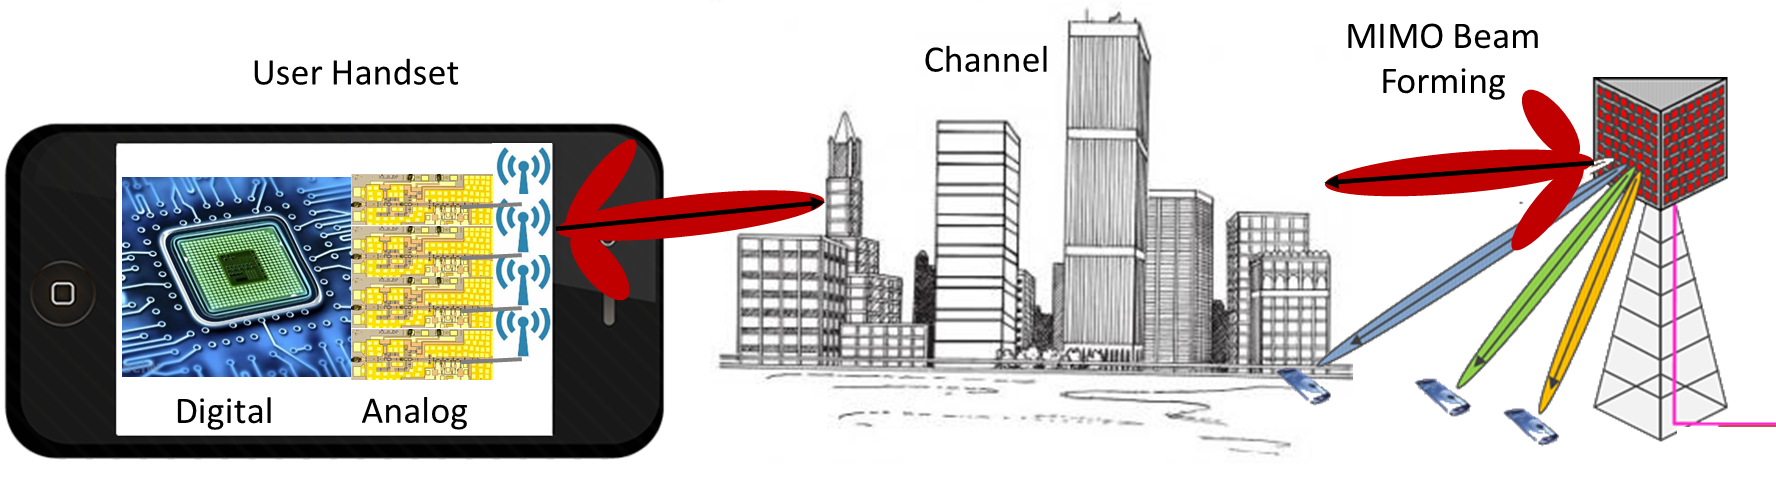 User Handset
Digital
Analog
Channel
MIMO Beam
Forming